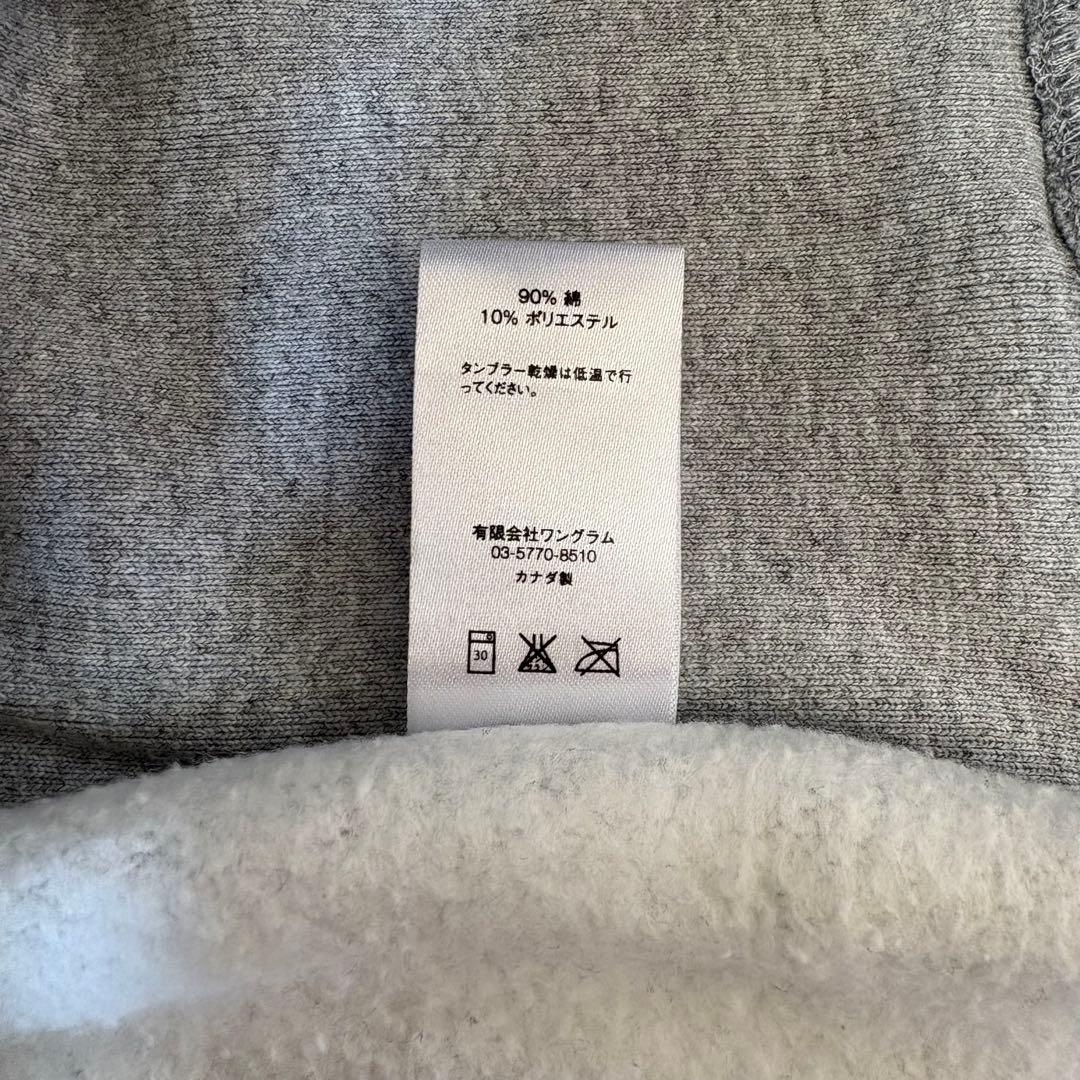 90% 綿
10% ポリエステル
タンブラー乾燥は低温で行
ってください。
有限会社ワングラム
03-5770-8510
カナダ製
30